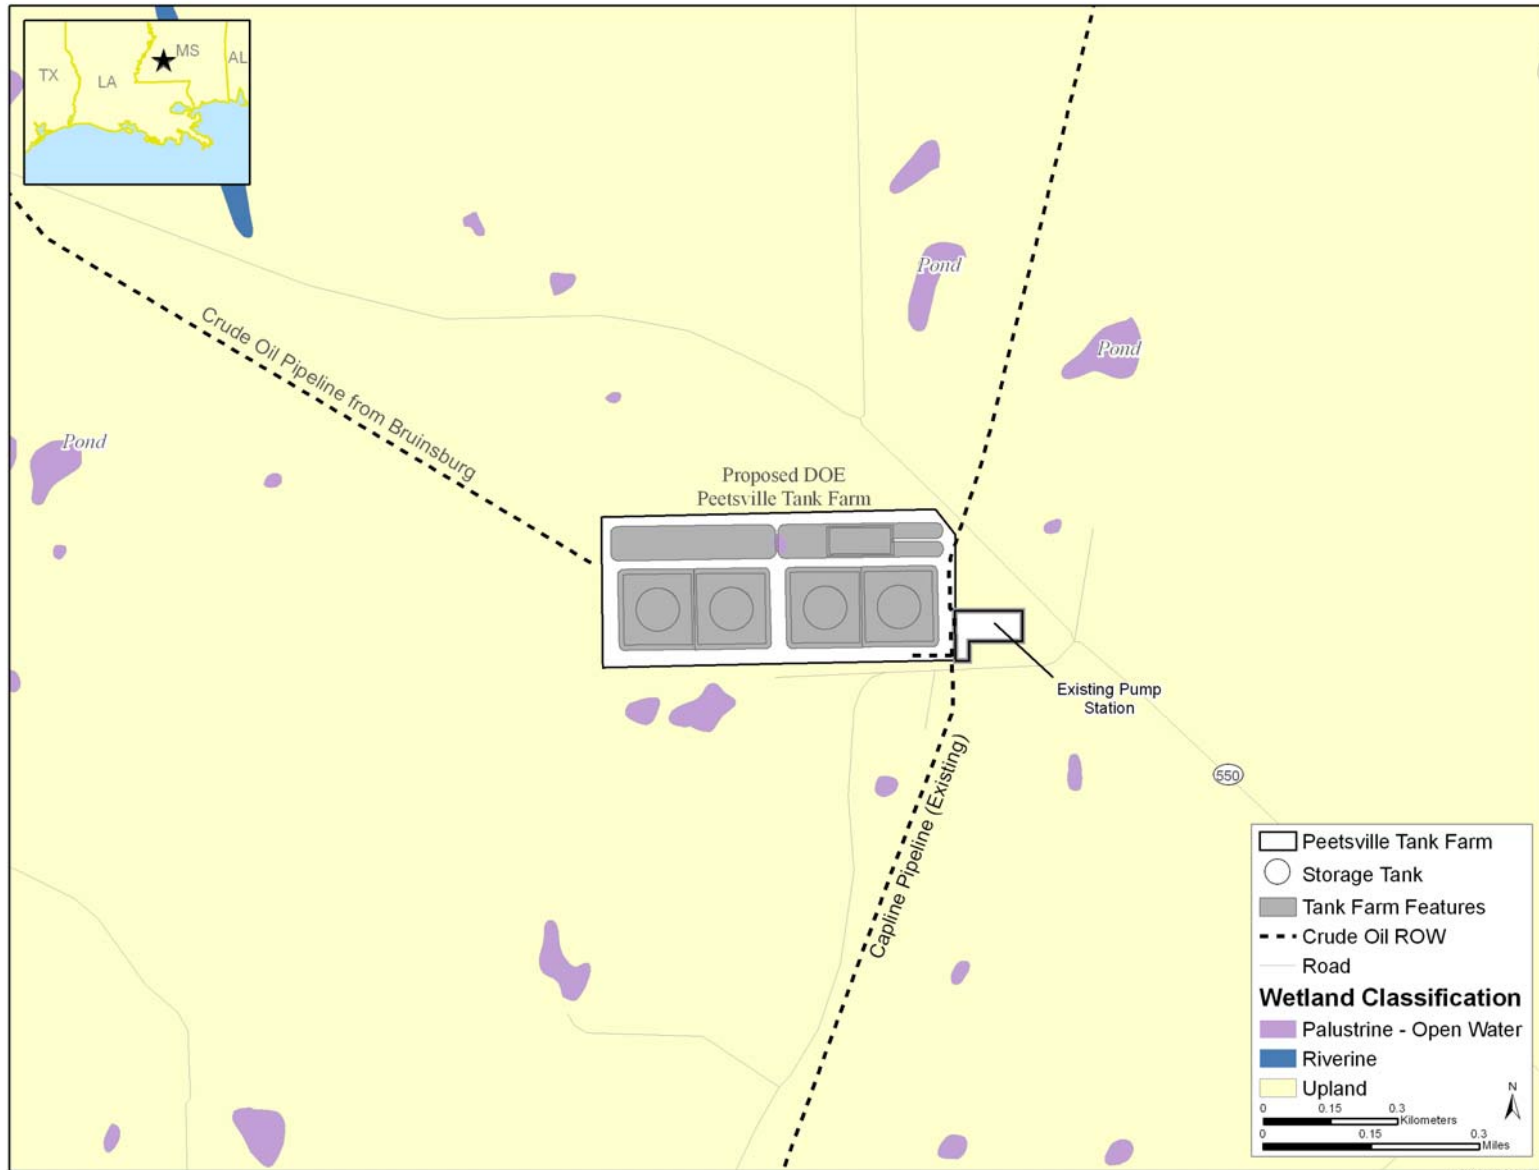 TX
LA
MS
AL
Pond
Pond
Crude Oil Pipeline from Bruinsburg
Pond
Proposed DOE
Peetsville Tank Farm
Existing Pump
Station
Capline Pipeline (Existing)
550
Peetsville Tank Farm
Storage Tank
Tank Farm Features
Crude Oil ROW
Road
Wetland Classification
Palustrine - Open Water
Riverine
Upland
N
0 0.15 0.3
Kilometers
0 0.15 0.3
Miles